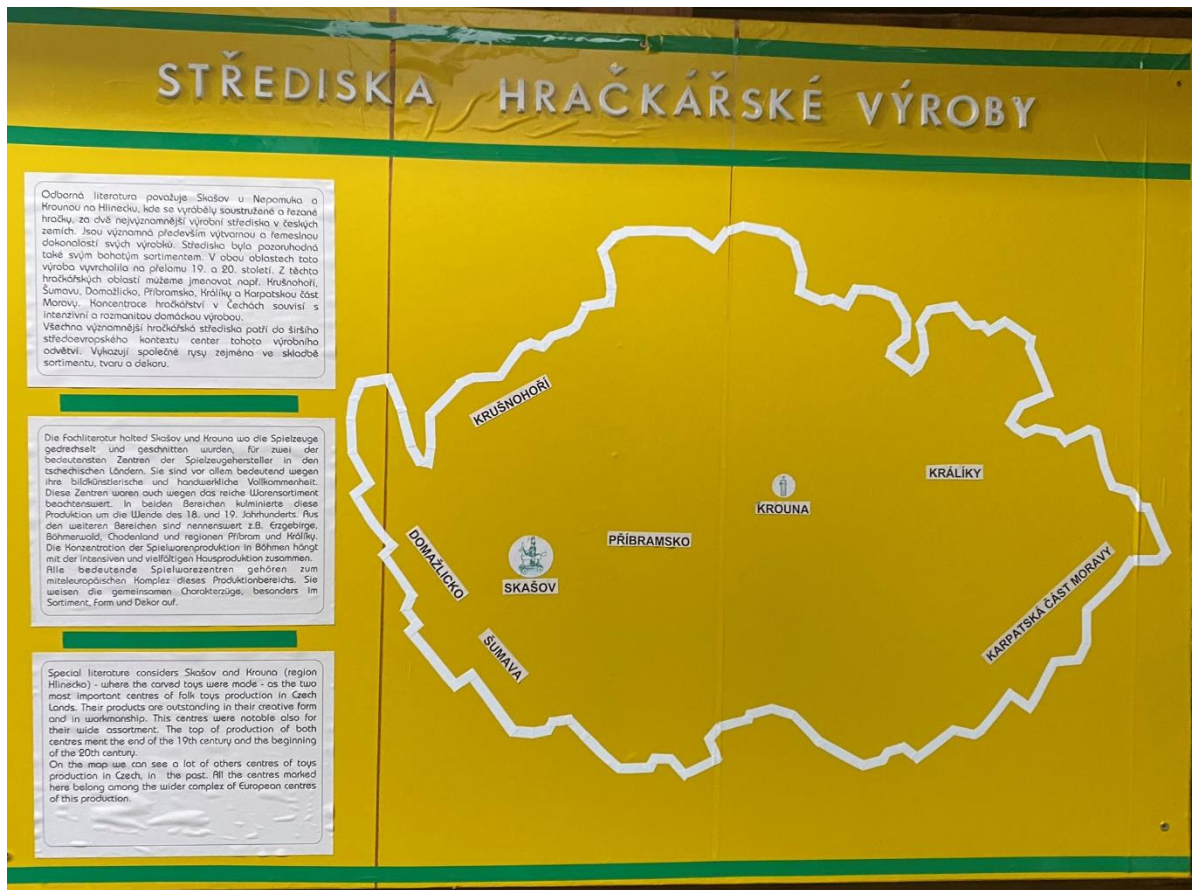 STŘEDISKA HRAČKÁŘSKÉ VÝROBY
Odborná literatura považuje Skašov u Nepomuka a
Krounou na Hlinecku, kde se vyráběly soustružené a řezané
hračky, za dvě nejvýznamnější výrobní střediska v českých
zemích. Jsou významná především výtvarnou a řemeslnou
dokonalostí svých výrobků. Střediska byla pozoruhodná
také svým bohatým sortimentem. V obou oblastech tato
výroba vyvrcholila na přelomu 19. a 20. století. Z těchto
hračkářských oblastí můžeme jmenovat např. Krušnohoří,
Šumavu, Domažlicko, Příbramsko, Králíky a Karpatskou část
Moravy. Koncentrace hračkářství v Čechách souvisí s
intenzivní a rozmanitou domáckou výrobou.
Všechna významnější hračkářská střediska patří do širšího
středoevropského kontextu center tohoto výrobního
odvětví. Vykazují společné rysy zejména ve skladbě
sortimentu, tvaru a dekoru.
Die Fachliteratur halted Skašov und Krouna wo die Spielzeuge
gedrechselt und geschnitten wurden, für zwei der
bedeutensten Zentren der Spielzeugehersteller in den
tschechischen Ländern. Sie sind vor allem bedeutend wegen
ihre bildkünstlerische und handwerkliche Vollkommenheit.
Diese Zentren waren auch wegen das reiche Warensortiment
beachtenswert. In beiden Bereichen kulminierte diese
Produktion um die Wende des 18. und 19. Jahrhunderts. Aus
den weiteren Bereichen sind nennenswert z.B. Erzgebirge,
Böhmerwald, Chodenland und regionen Příbram und Králíky.
Die Konzentration der Spielwarenproduktion in Böhmen hängt
mit der intensiven und vielfältigen Hausproduktion zusammen.
Alle bedeutende Spielwarezentren gehören zum
miteleuropäischen Komplex dieses Produktionbereichs. Sie
weisen die gemeinsamen Charakterzüge, besonders im
Sortiment, Form und Dekor auf.
Special literature considers Skašov and Krouna (region
Hlinecko) - where the carved toys were made - as the two
most important centres of folk toys production in Czech
Lands. Their products are outstanding in their creative form
and in workmanship. This centres were notable also for
their wide assortment. The top of production of both
centres ment the end of the 19th century and the beginning
of the 20th century.
On the map we can see a lot of others centres of toys
production in Czech, in the past. All the centres marked
here belong among the wider complex of European centres
of this production.
KRUŠNOHOŘÍ
KRÁLÍKY
KROUNA
PŘÍBRAMSKO
DOMAŽLICKO
SKAŠOV
ŠUMAVA
KARPATSKÁ ČÁST MORAVY